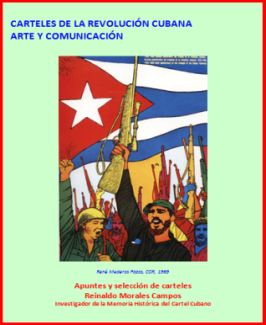 CARTELES DE LA REVOLUCIÓN CUBANA
ARTE Y COMUNICACIÓN
René Mederos Pazos, CDR, 1969
Apuntes y selección de carteles
Reinaldo Morales Campos
Investigador de la Memoria Histórica del Cartel Cubano